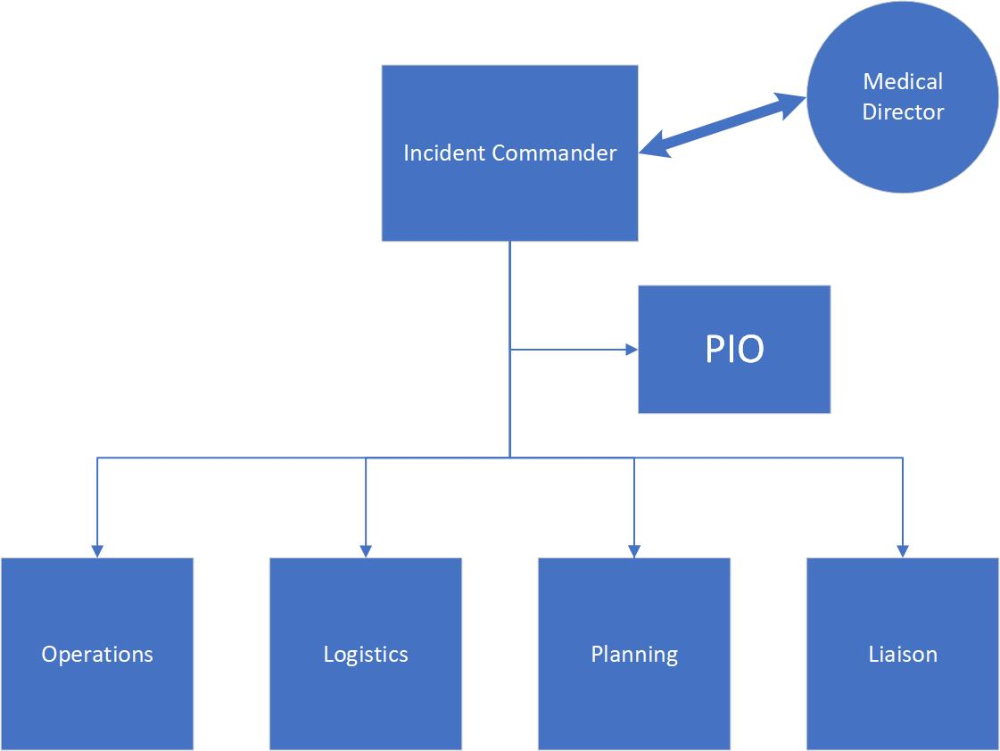 Medical
Director
Incident Commander
PIO
Operations
Logistics
Planning
Liaison